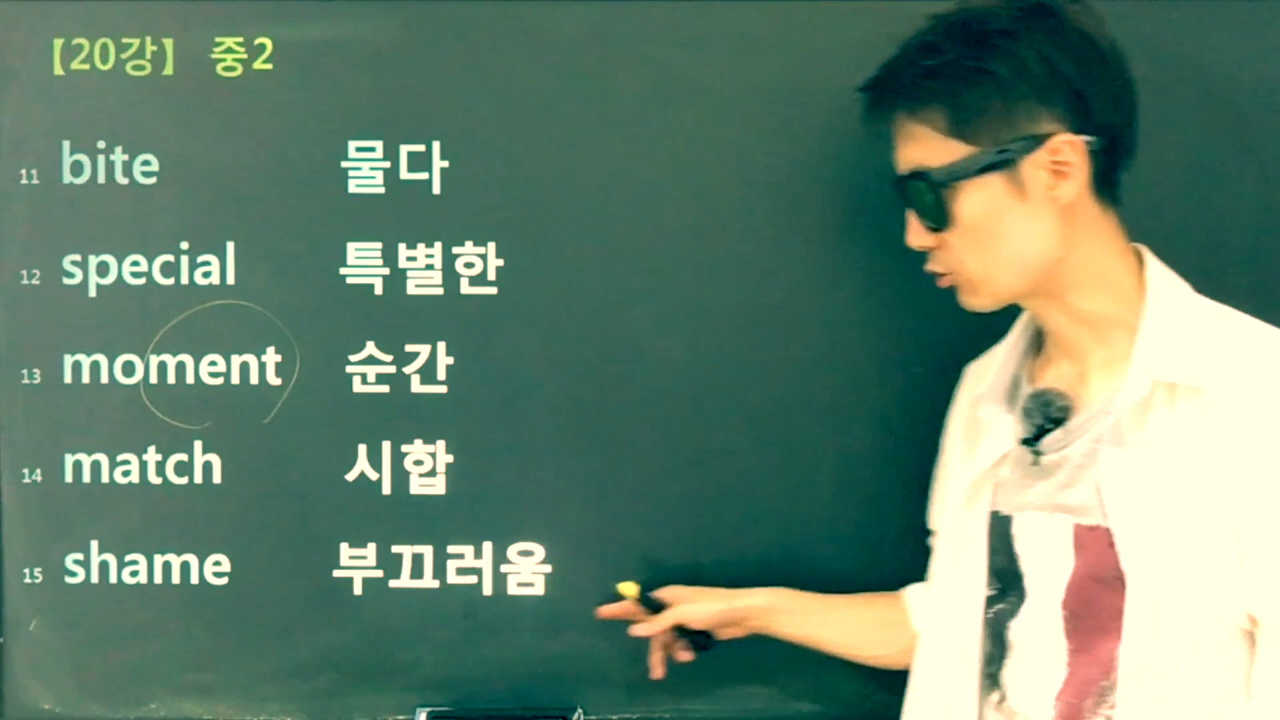 【20강】 중2
11 bite 물다
12 special 특별한
13 moment 순간
14 match 시합
15 shame 부끄러움